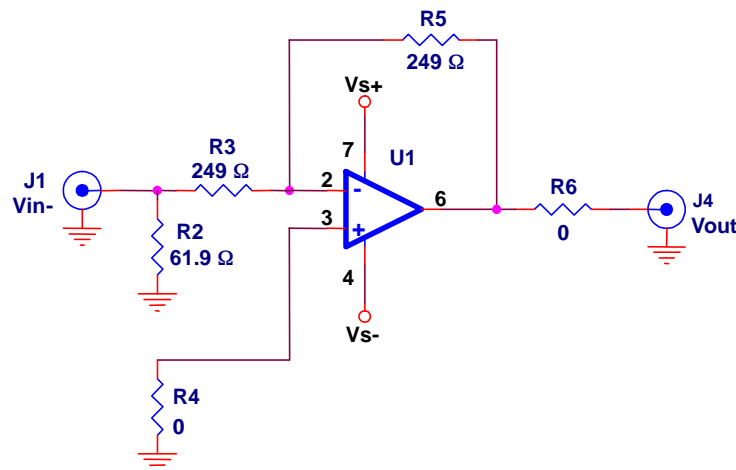 R5
249 Ω
Vs+
R3
249 Ω
7
U1
J1
Vin-
2
-
6
R6
0
J4
Vout
3
+
R2
61.9 Ω
4
Vs-
R4
0